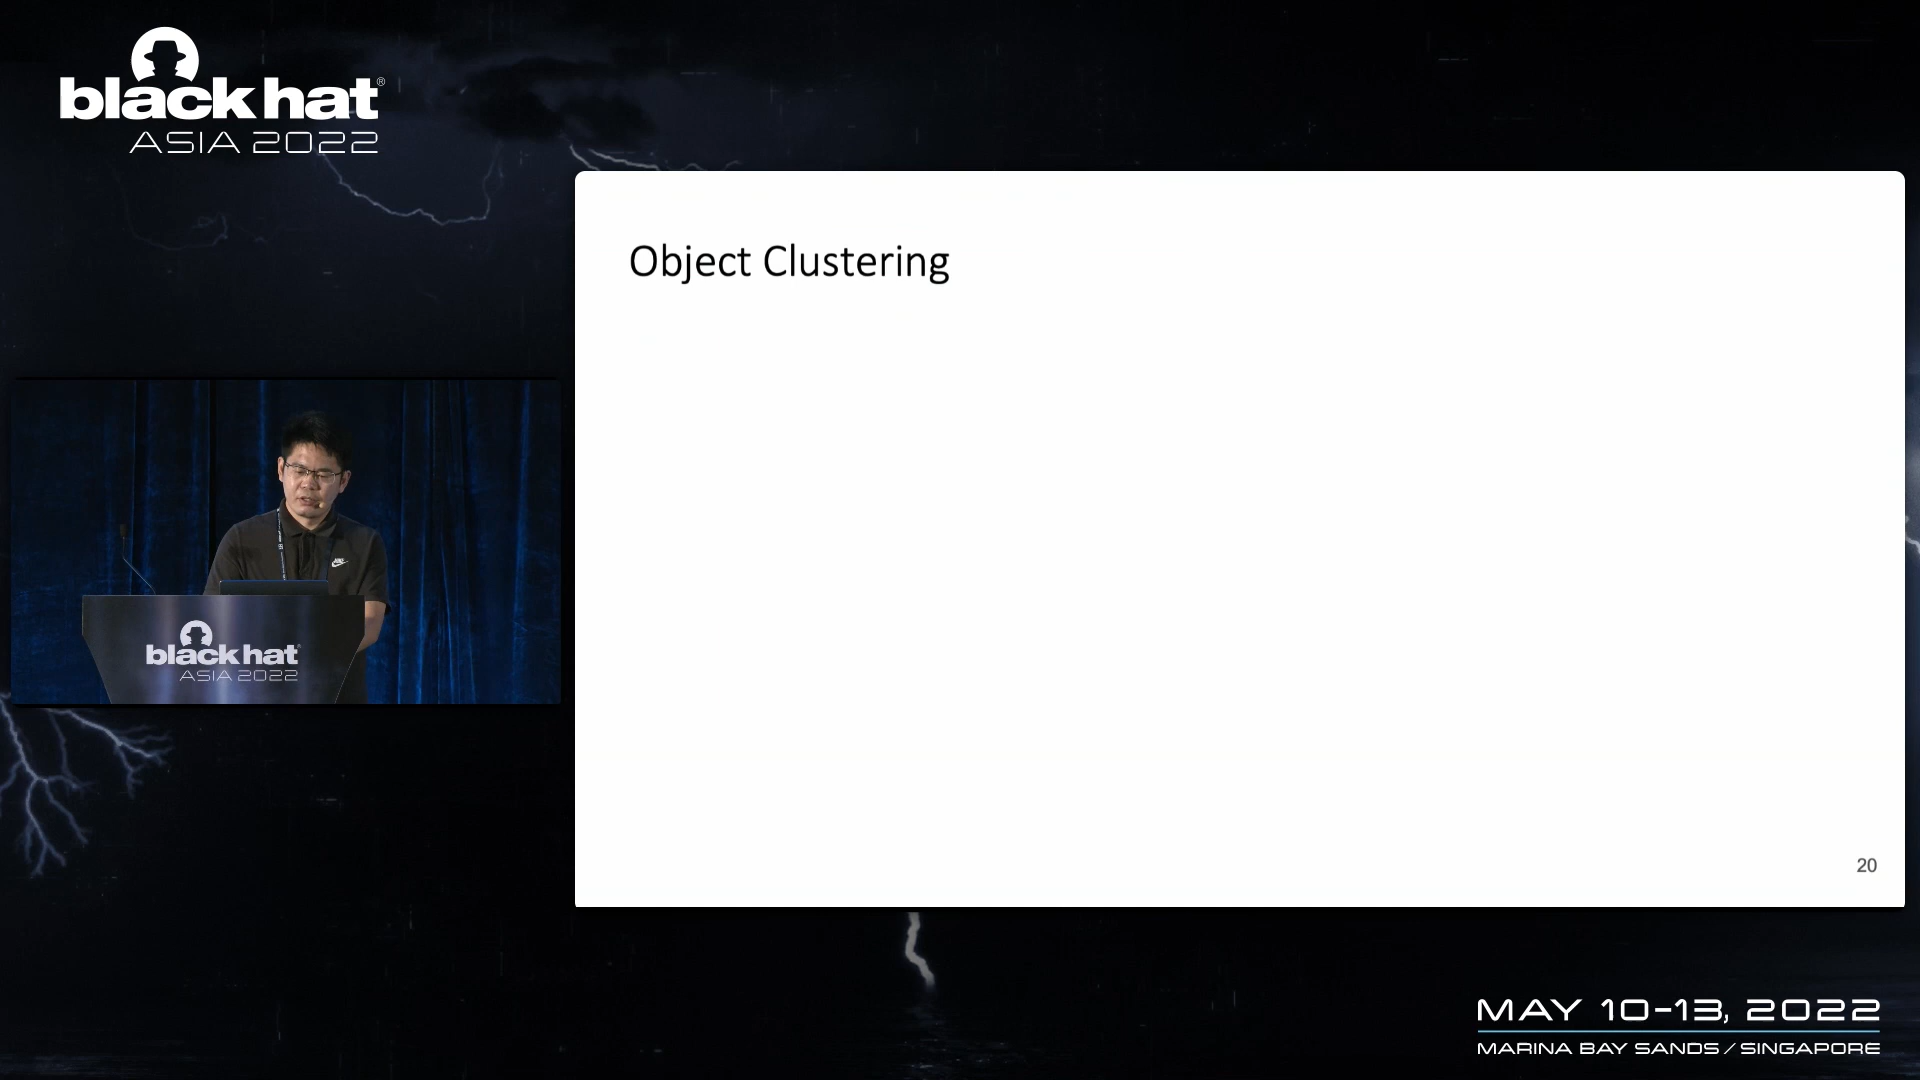 black hat®
ASIA 2022
Object Clustering
black hat
ASIA 2022
20
MAY 10-13, 2022
MARINA BAY SANDS / SINGAPORE